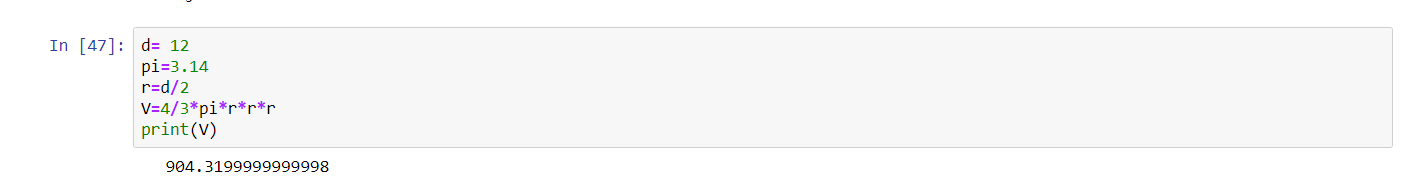 In [47]:
d= 12
pi=3.14
r=d/2
V=4/3*pi*r*r*r
print(V)
904.3199999999998